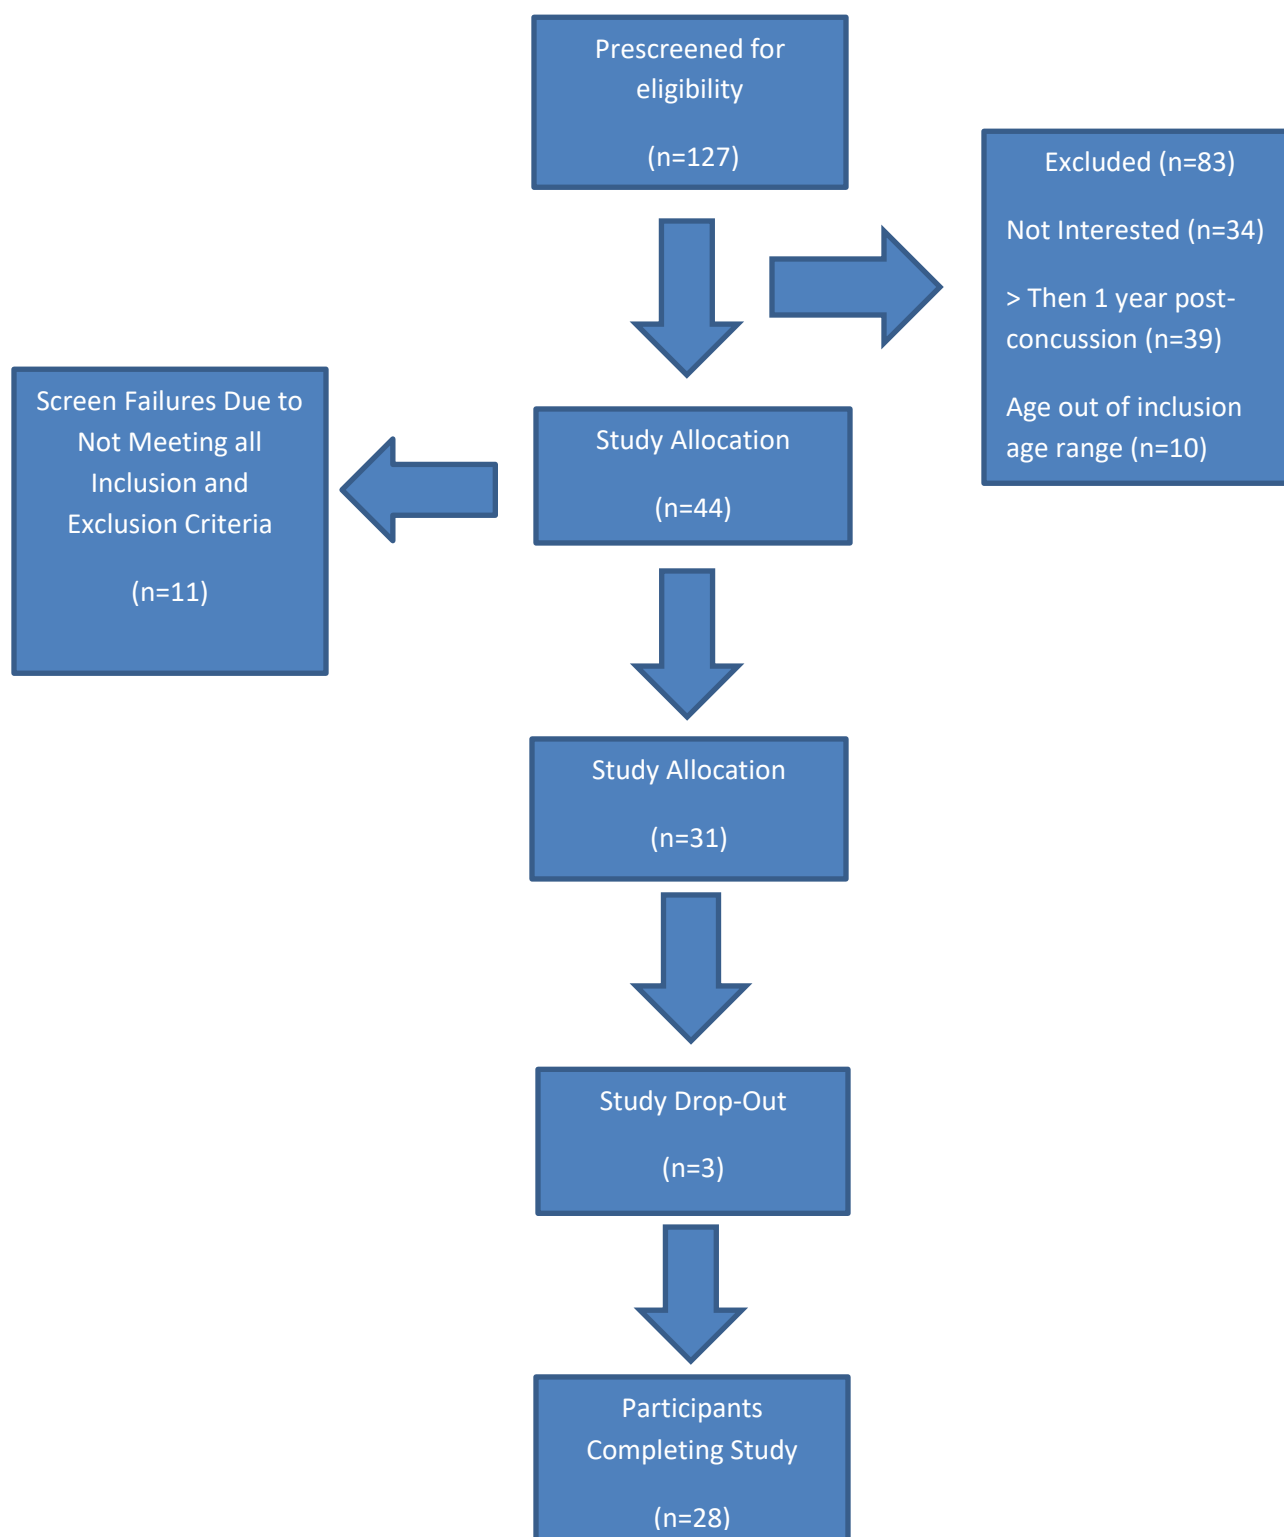 Prescreened for
eligibility
(n=127)
Excluded (n=83)
Not Interested (n=34)
> Then 1 year post-
concussion (n=39)
Age out of inclusion
age range (n=10)
Screen Failures Due to
Not Meeting all
Inclusion and
Exclusion Criteria
(n=11)
Study Allocation
(n=44)
Study Allocation
(n=31)
Study Drop-Out
(n=3)
Participants
Completing Study
(n=28)